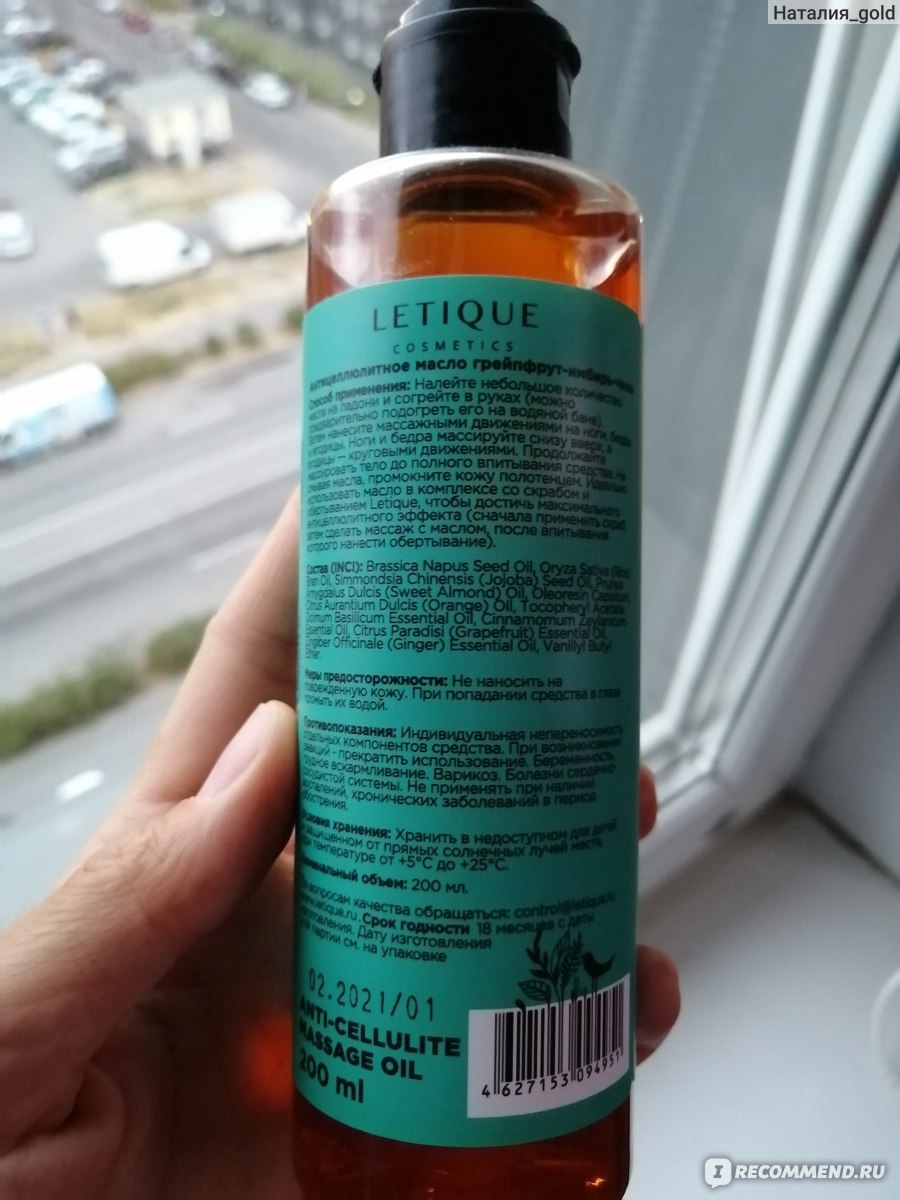 Наталия_gold
LETIQUE
COSMETICS
Антицеллюлитное масло грейпфрут-имбирь-
Способ применения: Налейте небольшое количество
масла на ладони и согрейте в руках (можно
предварительно подогреть его на водяной бане).
Затем нанесите массажными движениями на ноги, бедра
и ягодицы. Ноги и бедра массируйте снизу вверх, а
ягодицы — круговыми движениями. Продолжайте
массировать тело до полного впитывания средства. Не
смывая масла, промокните кожу полотенцем. Идеально
использовать масло в комплексе со скрабом и
обертыванием Letique, чтобы достичь максимального
антицеллюлитного эффекта (сначала применить скраб,
затем сделать массаж с маслом, после впитывания
которого нанести обертывание).
Состав (INCI): Brassica Napus Seed Oil, Oryza Sativa (Rice)
Bran Oil, Simmondsia Chinensis (Jojoba) Seed Oil, Prunus
Amygdalus Dulcis (Sweet Almond) Oil, Oleoresin Capsicum,
Citrus Aurantium Dulcis (Orange) Oil, Tocopheryl Acetate,
Ocimum Basilicum Essential Oil, Cinnamomum Zeylanicum
Essential Oil, Citrus Paradisi (Grapefruit) Essential Oil,
Zingiber Officinale (Ginger) Essential Oil, Vanillyl Butyl
Ether.
Меры предосторожности: Не наносить на
поврежденную кожу. При попадании средства в глаза
промыть их водой.
Противопоказания: Индивидуальная непереносимость
отдельных компонентов средства. При возникновении
реакции - прекратить использование. Беременность,
грудное вскармливание. Варикоз. Болезни сердечно-
сосудистой системы. Не применять при наличии
воспалений, хронических заболеваний в период
обострения.
Условия хранения: Хранить в недоступном для детей
и защищенном от прямых солнечных лучей месте,
при температуре от +5°C до +25°C.
Номинальный объем: 200 мл.
По вопросам качества обращаться: control@letique.ru
www.letique.ru. Срок годности 18 месяцев с даты
изготовления. Дату изготовления
и № партии см. на упаковке
02.2021/01
ANTI-CELLULITE
MASSAGE OIL
200 ml
4 627153 094951
IRECOMMEND.RU